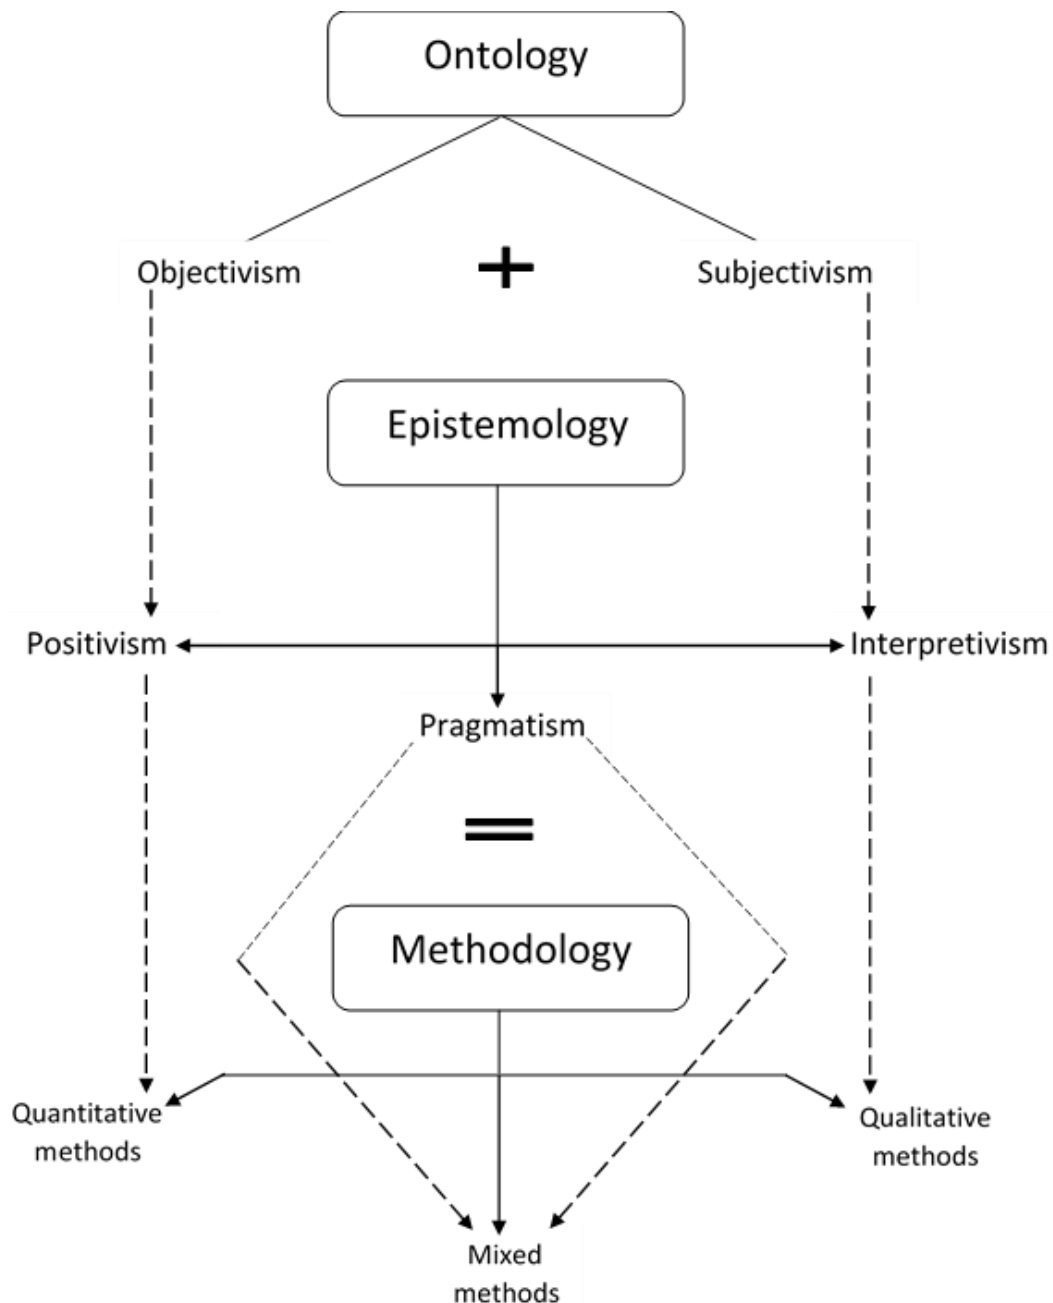 Ontology
Objectivism
+
Subjectivism
Epistemology
Positivism
Interpretivism
Pragmatism
=
Methodology
Quantitative
methods
Qualitative
methods
Mixed
methods